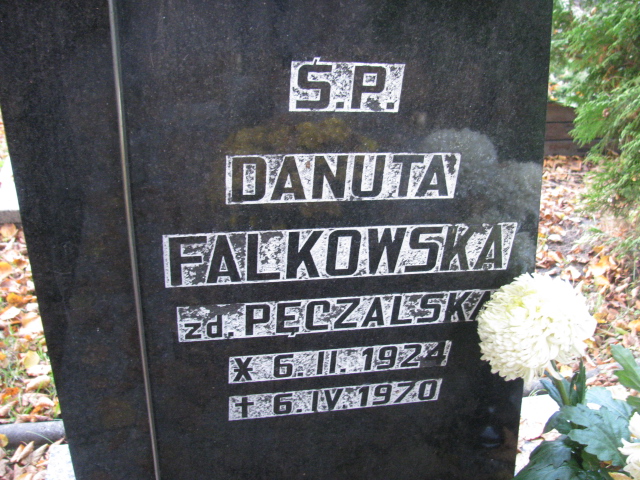 Ś.P.
DANUTA
FALKOWSKA
zd. PĘCZALSKA
* 6. II. 1924
† 6. IV. 1970